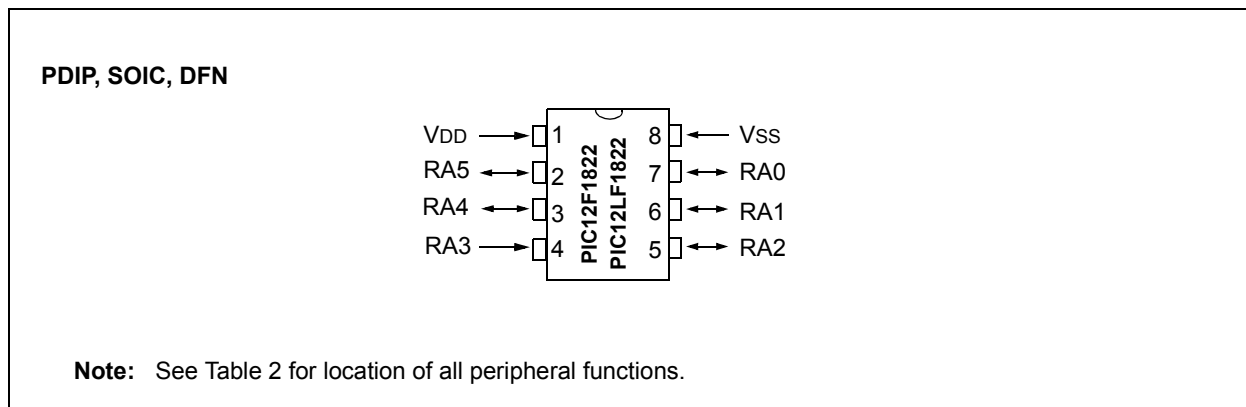 PDIP, SOIC, DFN
VDD 1 8 VSS
RA5 2 7 RA0
RA4 3 6 RA1
RA3 4 5 RA2
PIC12F1822
PIC12LF1822
Note: See Table 2 for location of all peripheral functions.